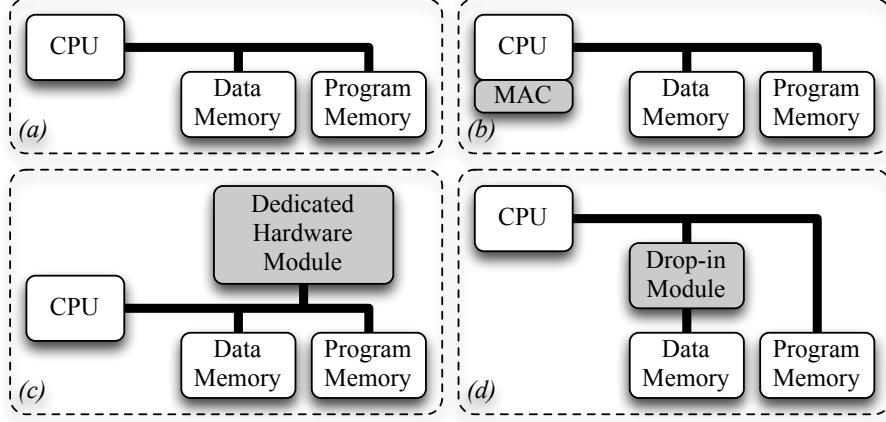 CPU
Data
Memory
Program
Memory
(a)
CPU
MAC
Data
Memory
Program
Memory
(b)
Dedicated
Hardware
Module
CPU
Data
Memory
Program
Memory
(c)
CPU
Drop-in
Module
Data
Memory
Program
Memory
(d)